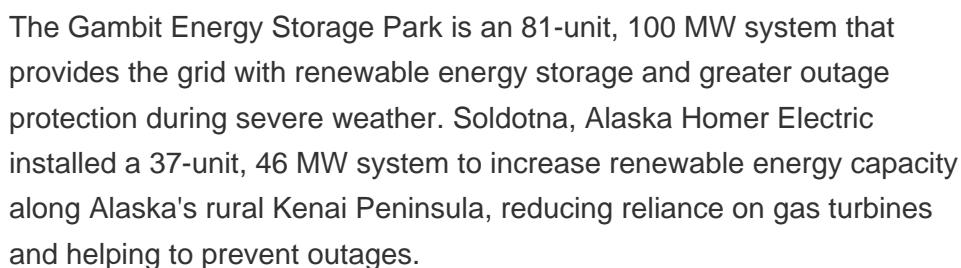 The Gambit Energy Storage Park is an 81-unit, 100 MW system that
provides the grid with renewable energy storage and greater outage
protection during severe weather. Soldotna, Alaska Homer Electric
installed a 37-unit, 46 MW system to increase renewable energy capacity
along Alaska's rural Kenai Peninsula, reducing reliance on gas turbines
and helping to prevent outages.